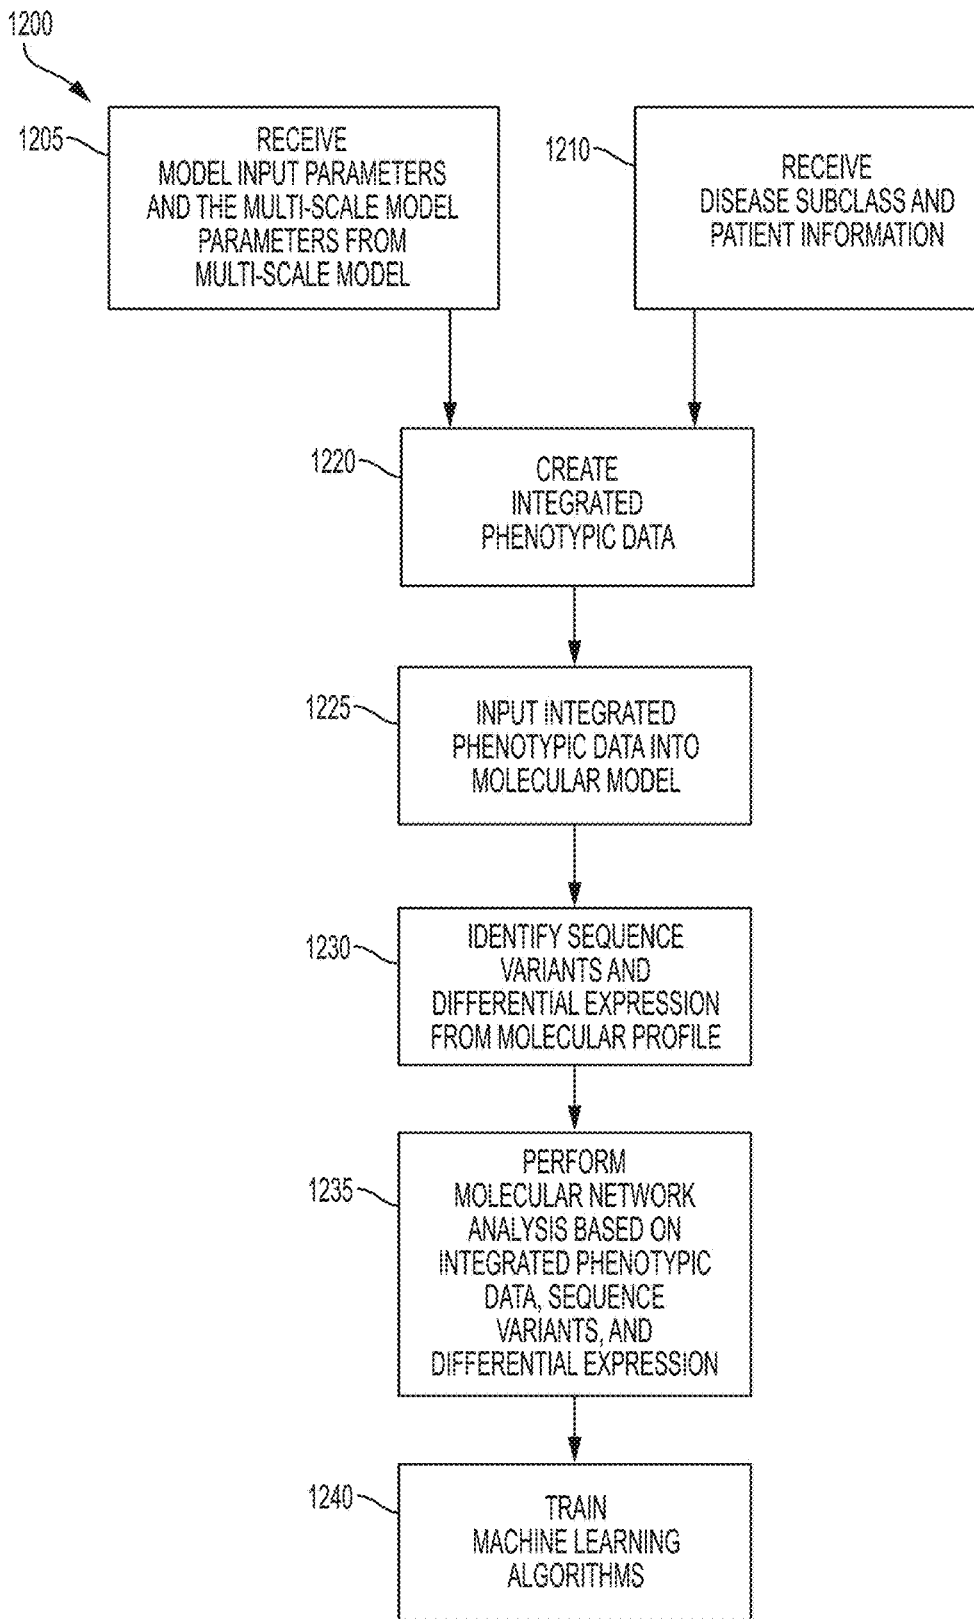 1200
1205
RECEIVE
MODEL INPUT PARAMETERS
AND THE MULTI-SCALE MODEL
PARAMETERS FROM
MULTI-SCALE MODEL
1210
RECEIVE
DISEASE SUBCLASS AND
PATIENT INFORMATION
1220
CREATE
INTEGRATED
PHENOTYPIC DATA
1225
INPUT INTEGRATED
PHENOTYPIC DATA INTO
MOLECULAR MODEL
1230
IDENTIFY SEQUENCE
VARIANTS AND
DIFFERENTIAL EXPRESSION
FROM MOLECULAR PROFILE
1235
PERFORM
MOLECULAR NETWORK
ANALYSIS BASED ON
INTEGRATED PHENOTYPIC
DATA, SEQUENCE
VARIANTS, AND
DIFFERENTIAL EXPRESSION
1240
TRAIN
MACHINE LEARNING
ALGORITHMS